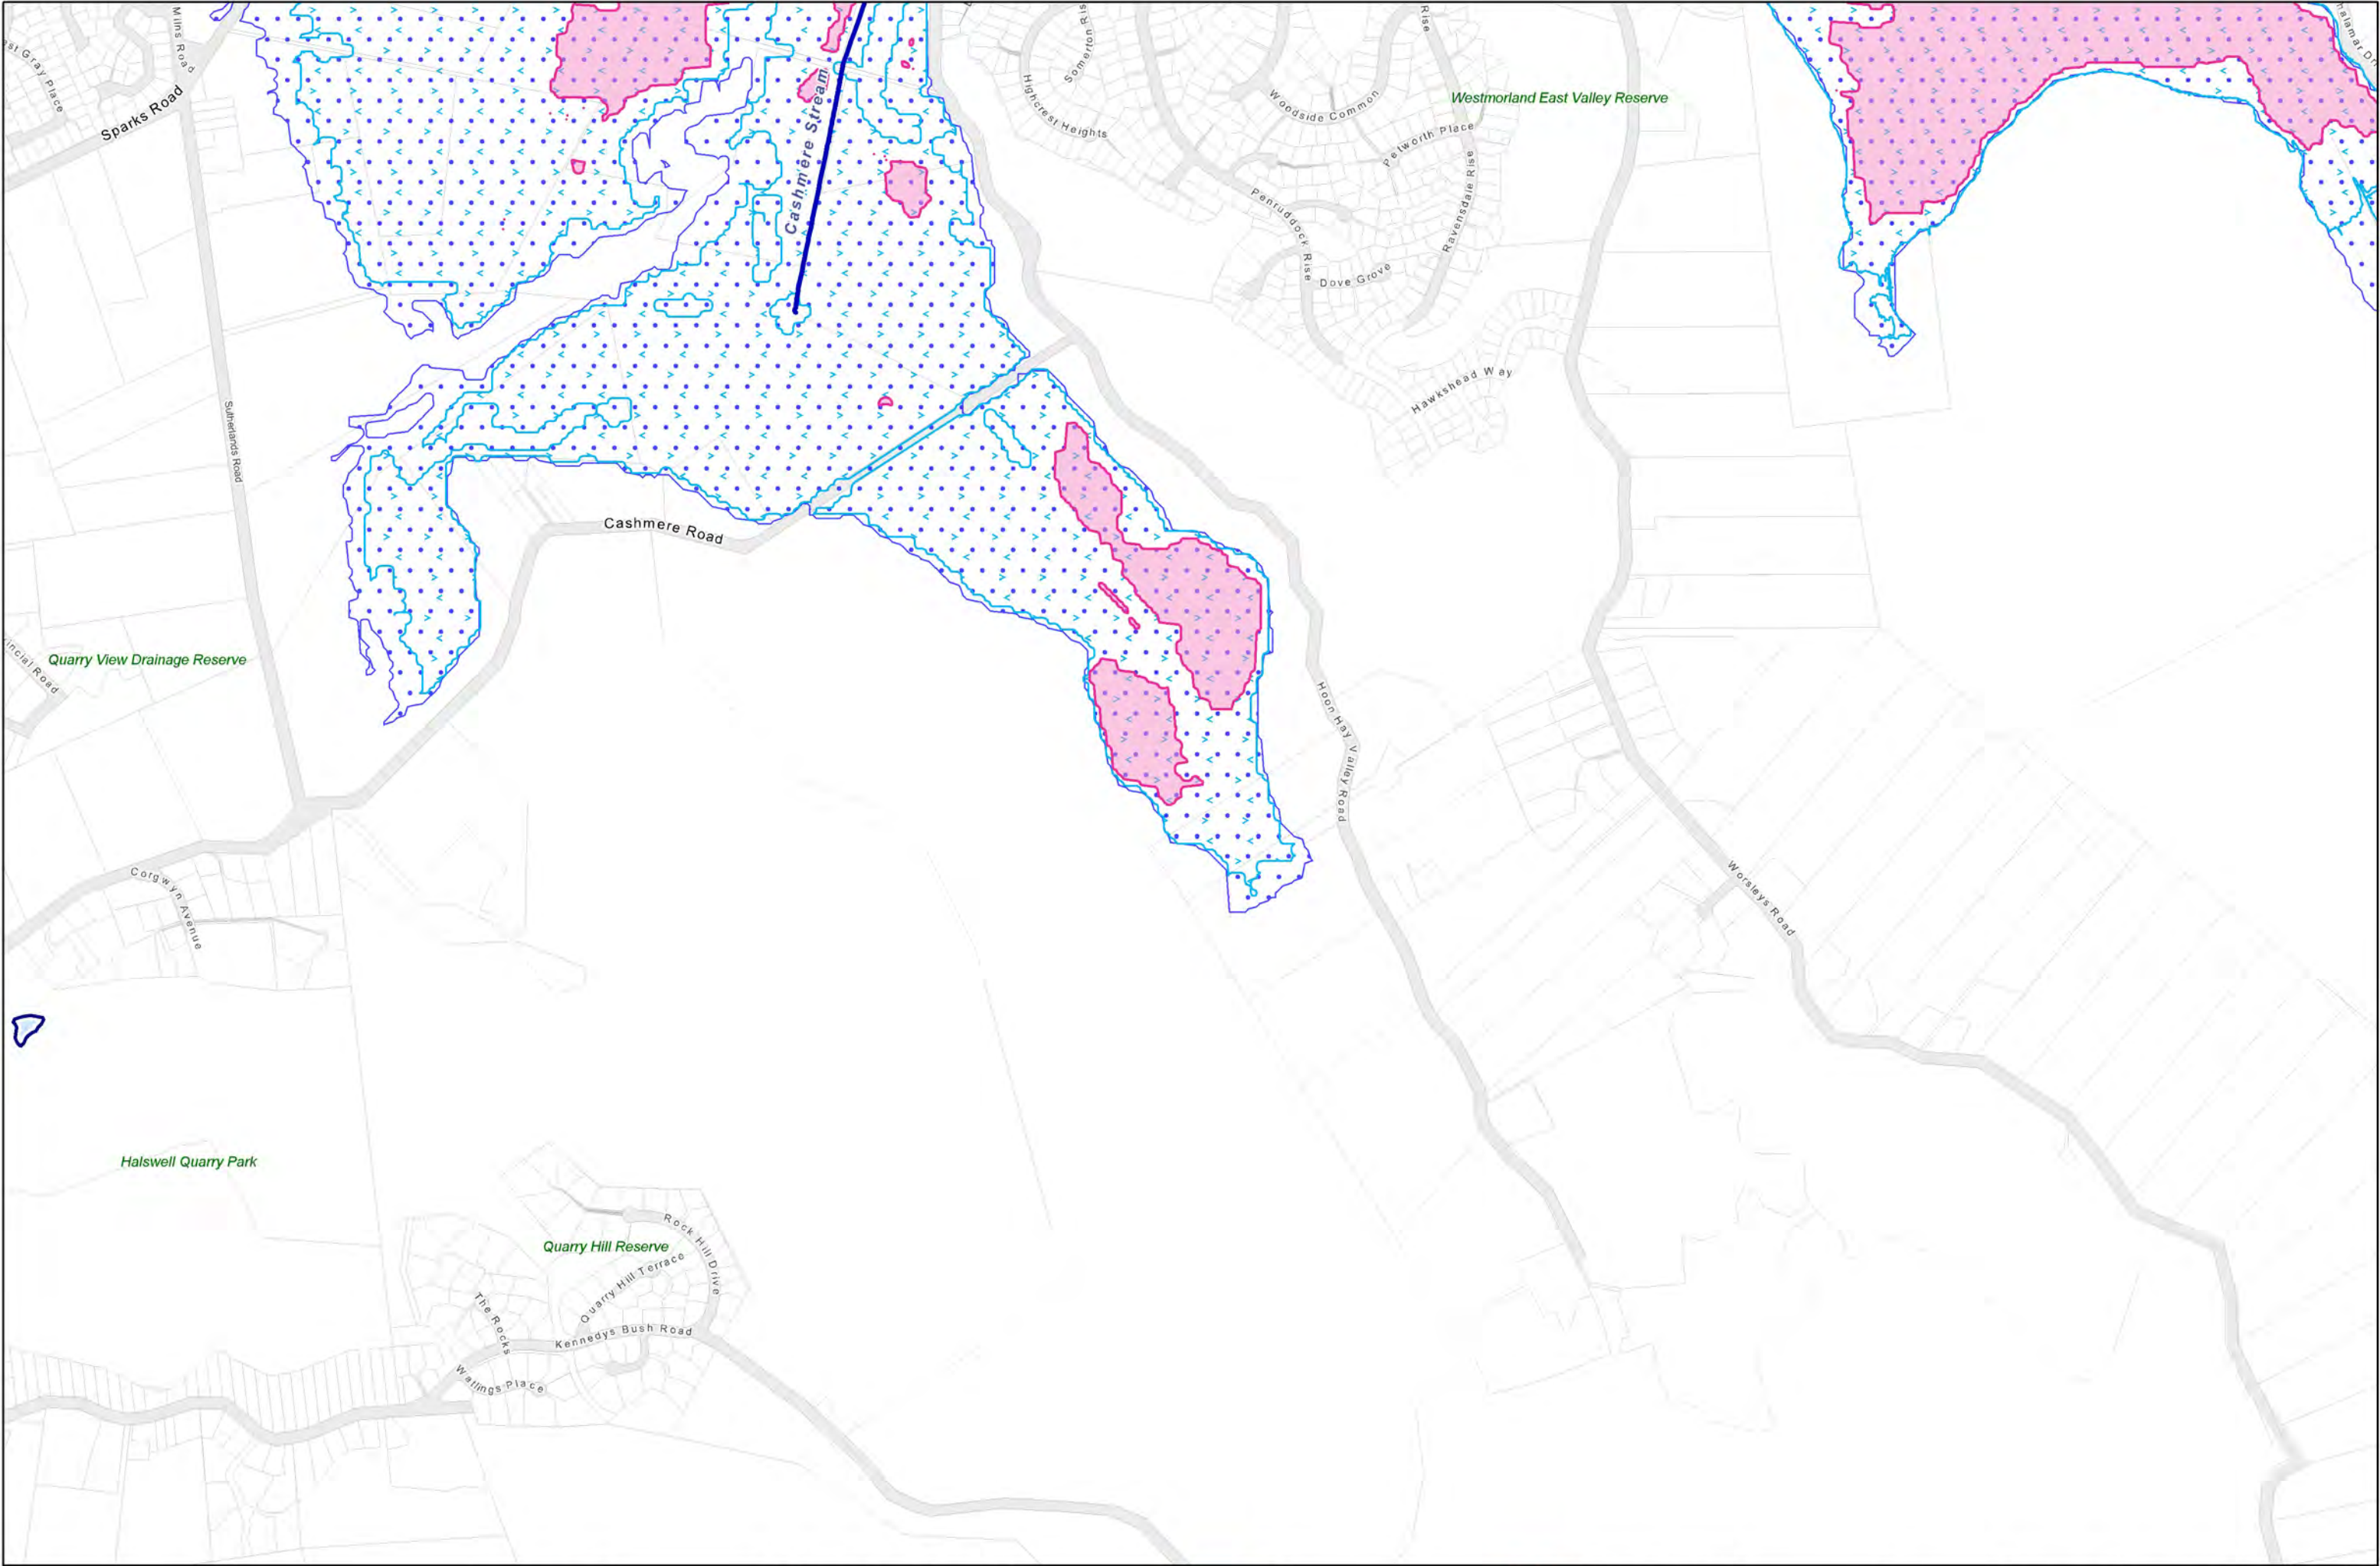 Milns Road
Somerton
Rise
Gray Place
Sparks Road
Highcrest Heights
Cashmere Stream
Woodside Common
Westmorland East Valley Reserve
Petworth Place
Penruddock Rise
Ravensdale Rise
Dove Grove
Hawkshead Way
Sutherlands Road
Cashmere Road
Quarry View Drainage Reserve
Road
Hoon Hay Valley Road
Corgwyn Avenue
Worsleys Road
Halswell Quarry Park
Rock Hill Drive
Quarry Hill Reserve
Quarry Hill Terrace
The Rocks
Kennedys Bush Road
Watlings Place